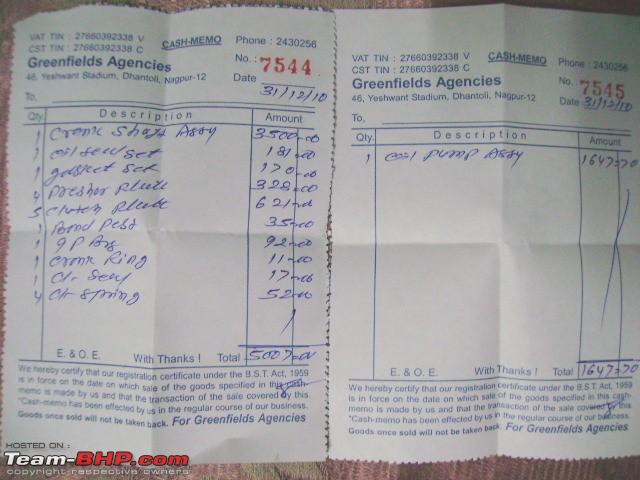 VAT TIN : 27660392338 V
CST TIN : 27660392338 C
CASH-MEMO
Phone : 2430256
Greenfields Agencies
No.: 7544
46, Yeshwant Stadium, Dhantoli, Nagpur-12
Date 31/12/10
To,
Qty. Description Amount
1 Crank Shaft Assy 3500=00
1 oil seal set 181=00
1 gasket set 170=00
4 Presher Plate 328=00
5 Clutch Plate 621=00
1 Bond 35=00
1 92=00
1 Crank Ring 11=00
1 Seal 17=00
4 Spring 52=00
E. & O.E. With Thanks ! Total 5007=00
We hereby certify that our registration certificate under the B.S.T. Act, 1959
is in force on the date on which sale of the goods specified in this cash-
memo is made by us and that the transaction of the sale covered by this
"Cash-memo has been effected by us in the regular course of our business.
Goods once sold will not be taken back. For Greenfields Agencies
VAT TIN : 27660392338 V
CST TIN : 27660392338 C
CASH-MEMO
Phone : 2430256
Greenfields Agencies
No.: 7545
46, Yeshwant Stadium, Dhantoli, Nagpur-12
Date 31/12/10
To,
Qty. Description Amount
1 oil Pump Assy 1647=70
E. & O.E. With Thanks ! Total 1647=70
We hereby certify that our registration certificate under the B.S.T. Act, 1959
is in force on the date on which sale of the goods specified in this cash-
memo is made by us and that the transaction of the sale covered by this
"Cash-memo has been effected by us in the regular course of our business.
Goods once sold will not be taken back. For Greenfields Agencies
HOSTED ON :
Team-BHP.com
copyright respective owners